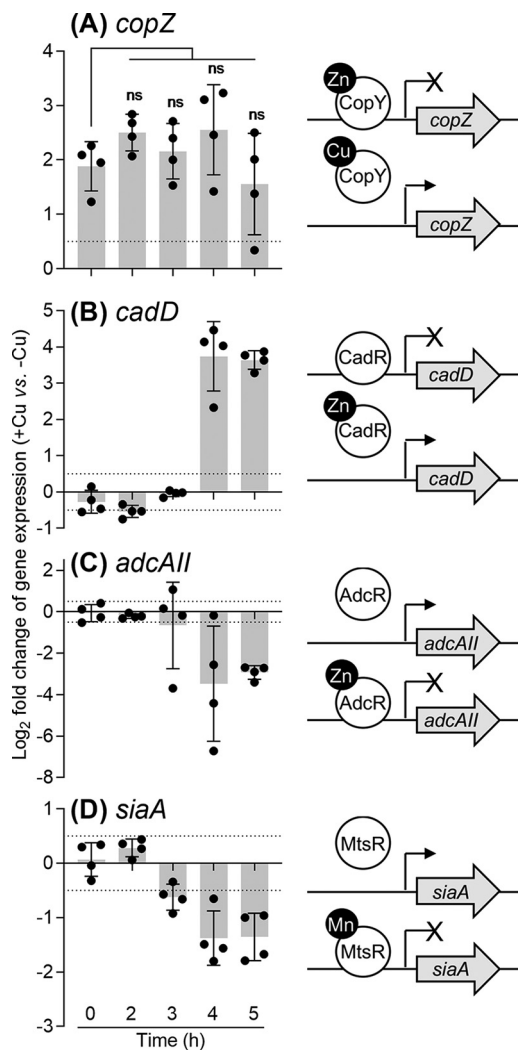 (A) copZ
ns
ns
ns
ns
4
3
2
1
0
Zn
CopY
X
copZ
Cu
CopY
copZ
Log2 fold change of gene expression (+Cu vs. -Cu)
(B) cadD
5
4
3
2
1
0
-1
CadR
X
cadD
Zn
CadR
cadD
(C) adcAII
2
0
-2
-4
-6
-8
AdcR
adcAII
Zn
AdcR
X
adcAII
(D) siaA
1
0
-1
-2
-3
0 2 3 4 5
Time (h)
MtsR
siaA
Mn
MtsR
X
siaA